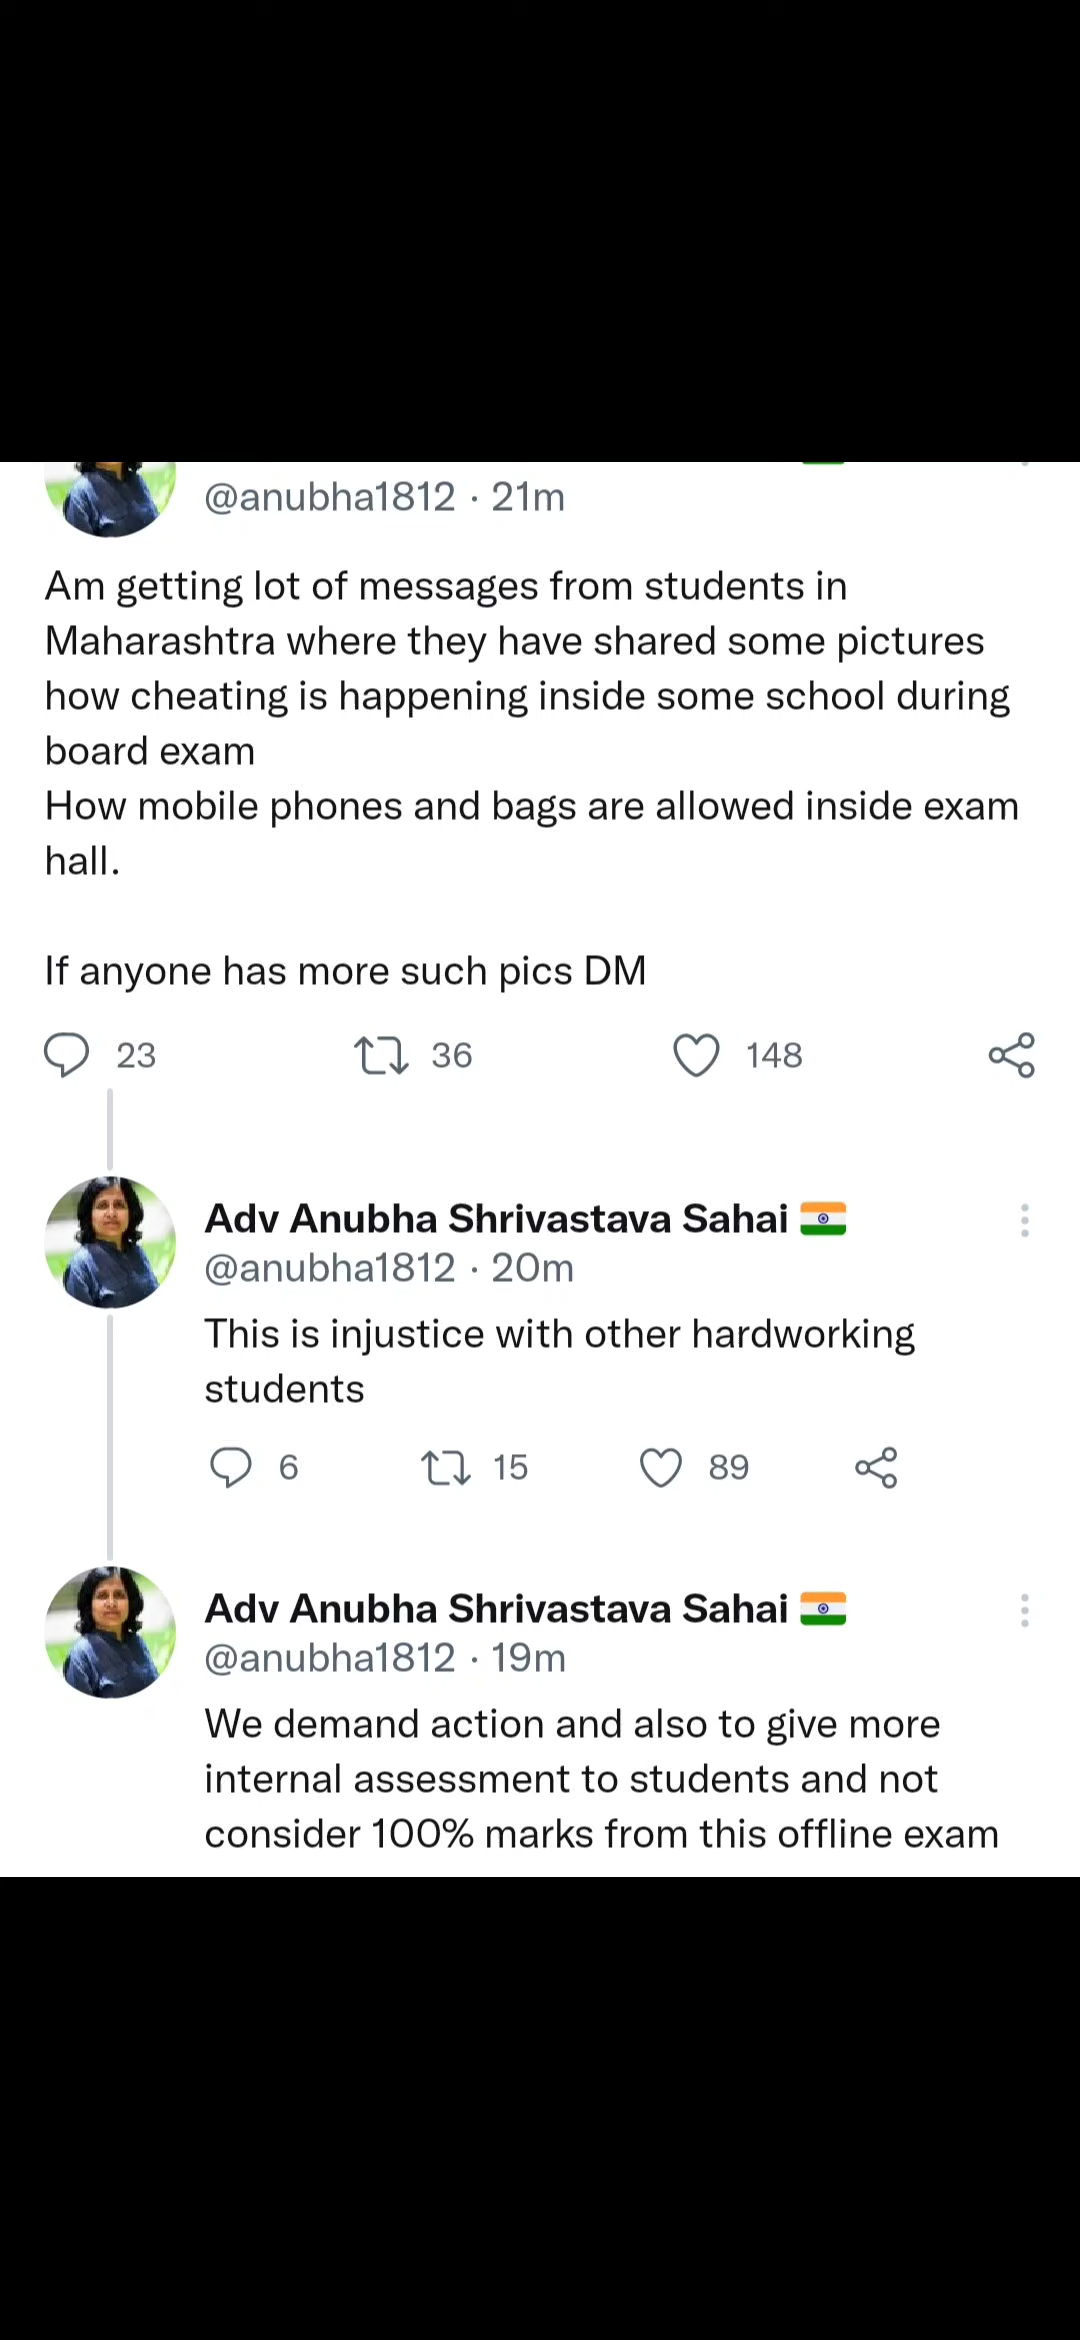 @anubha1812 · 21m
Am getting lot of messages from students in
Maharashtra where they have shared some pictures
how cheating is happening inside some school during
board exam
How mobile phones and bags are allowed inside exam
hall.
If anyone has more such pics DM
23 36 148
Adv Anubha Shrivastava Sahai 🇮🇳
@anubha1812 · 20m
This is injustice with other hardworking
students
6 15 89
Adv Anubha Shrivastava Sahai 🇮🇳
@anubha1812 · 19m
We demand action and also to give more
internal assessment to students and not
consider 100% marks from this offline exam